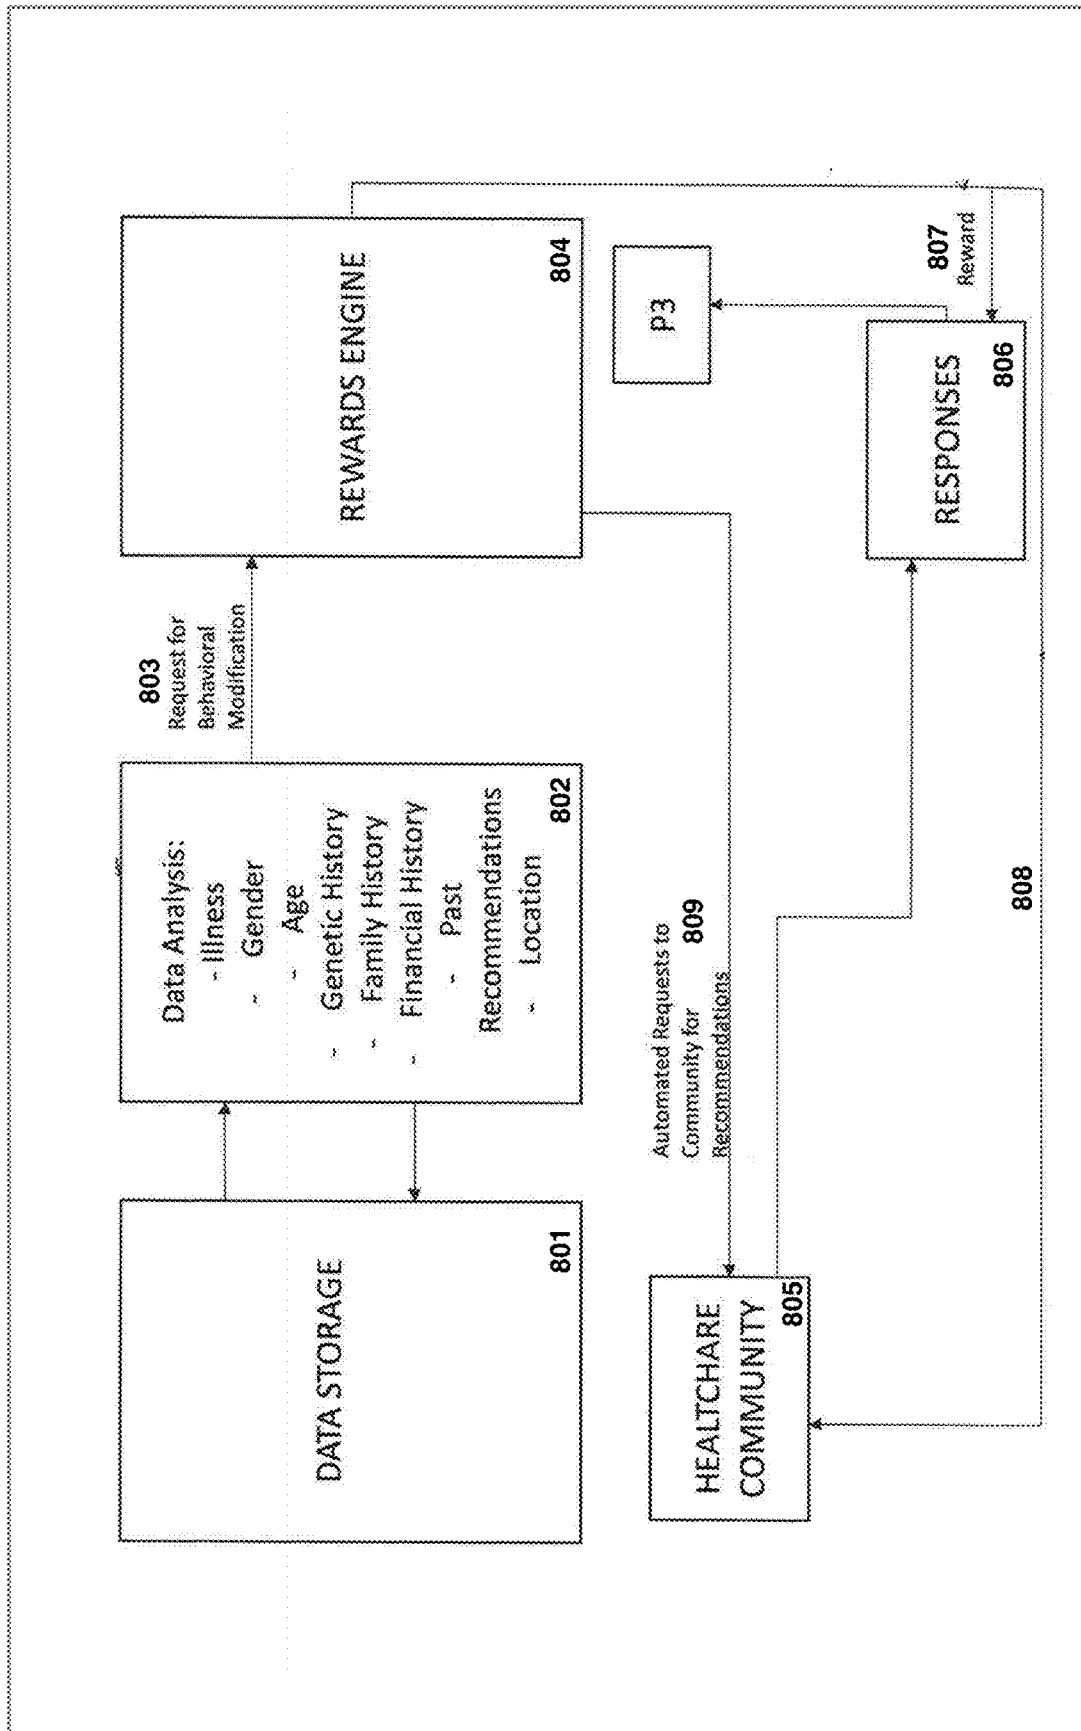 DATA STORAGE
801
Data Analysis:
- Illness
- Gender
- Age
- Genetic History
- Family History
- Financial History
- Past
Recommendations
- Location
802
803
Request for
Behavioral
Modification
REWARDS ENGINE
804
Automated Requests to
Community for 809
Recommendations
HEALTCHARE
COMMUNITY
805
P3
RESPONSES
806
807
Reward
808